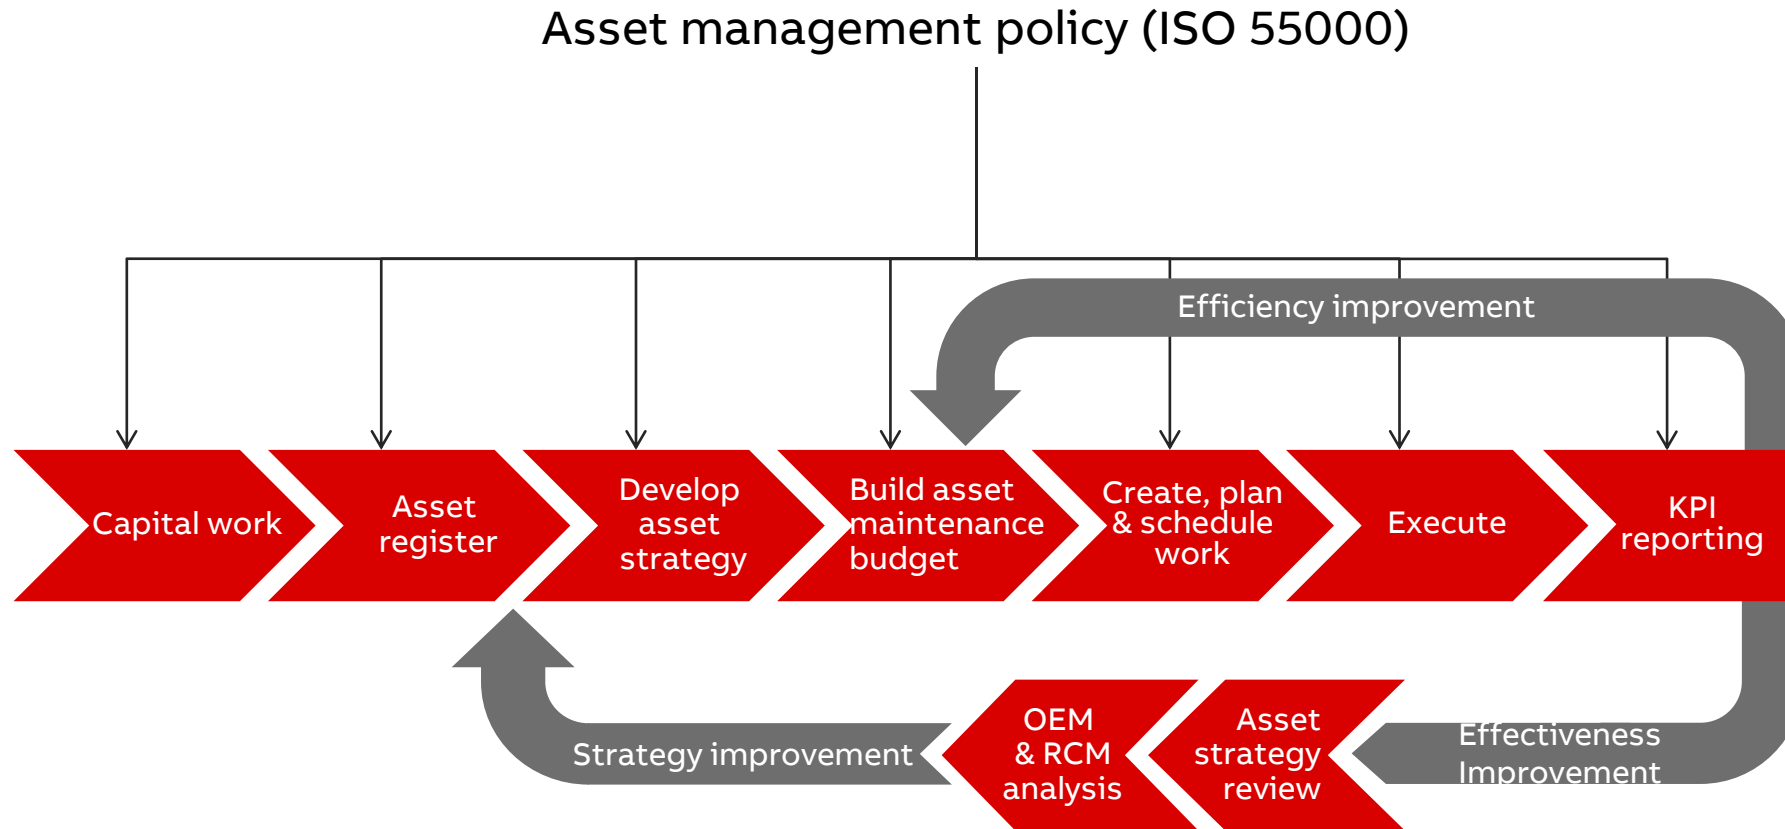 Asset management policy (ISO 55000)
Efficiency improvement
Capital work
Asset
register
Develop
asset
strategy
Build asset
maintenance
budget
Create, plan
& schedule
work
Execute
KPI
reporting
Strategy improvement
OEM
& RCM
analysis
Asset
strategy
review
Effectiveness
Improvement